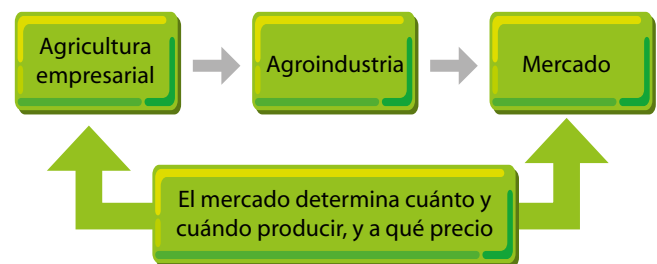 Agricultura
empresarial
Agroindustria
Mercado
El mercado determina cuánto y
cuándo producir, y a qué precio